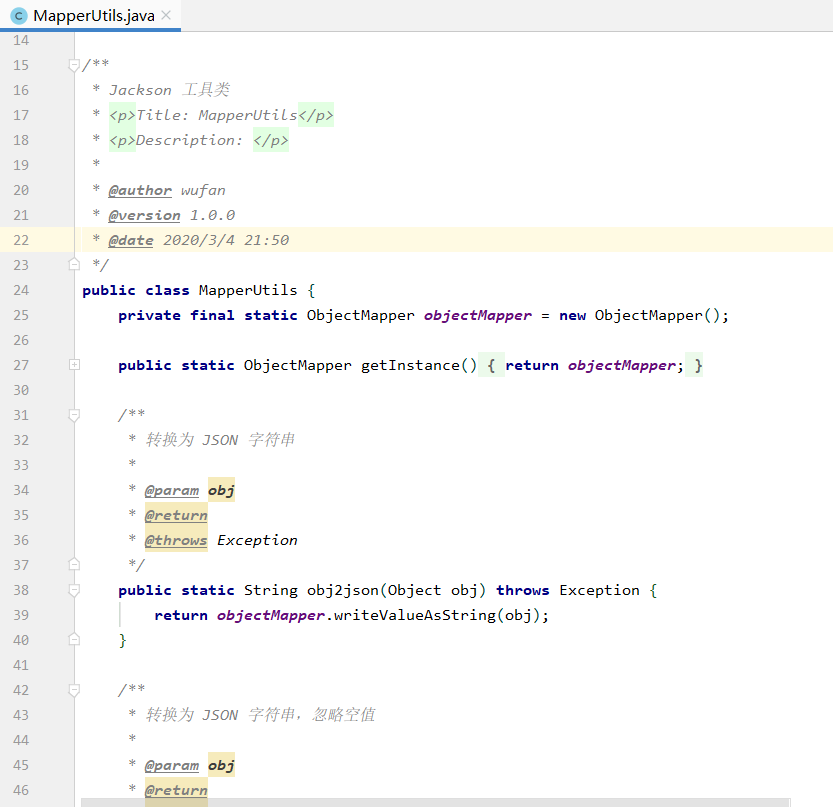 MapperUtils.java
14
15 /**
16  * Jackson 工具类
17  * <p>Title: MapperUtils</p>
18  * <p>Description: </p>
19  *
20  * @author wufan
21  * @version 1.0.0
22  * @date 2020/3/4 21:50
23  */
24 public class MapperUtils {
25     private final static ObjectMapper objectMapper = new ObjectMapper();
26
27     public static ObjectMapper getInstance() { return objectMapper; }
30
31     /**
32      * 转换为 JSON 字符串
33      *
34      * @param obj
35      * @return
36      * @throws Exception
37      */
38     public static String obj2json(Object obj) throws Exception {
39         return objectMapper.writeValueAsString(obj);
40     }
41
42     /**
43      * 转换为 JSON 字符串，忽略空值
44      *
45      * @param obj
46      * @return